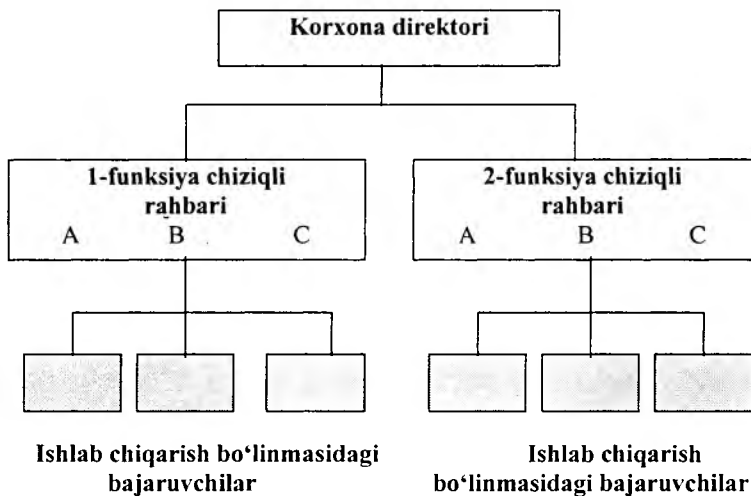 Korxona direktori
1-funksiya chiziqli
rahbari
A B C
2-funksiya chiziqli
rahbari
A B C
Ishlab chiqarish bo‘linmasidagi
bajaruvchilar
Ishlab chiqarish
bo‘linmasidagi bajaruvchilar